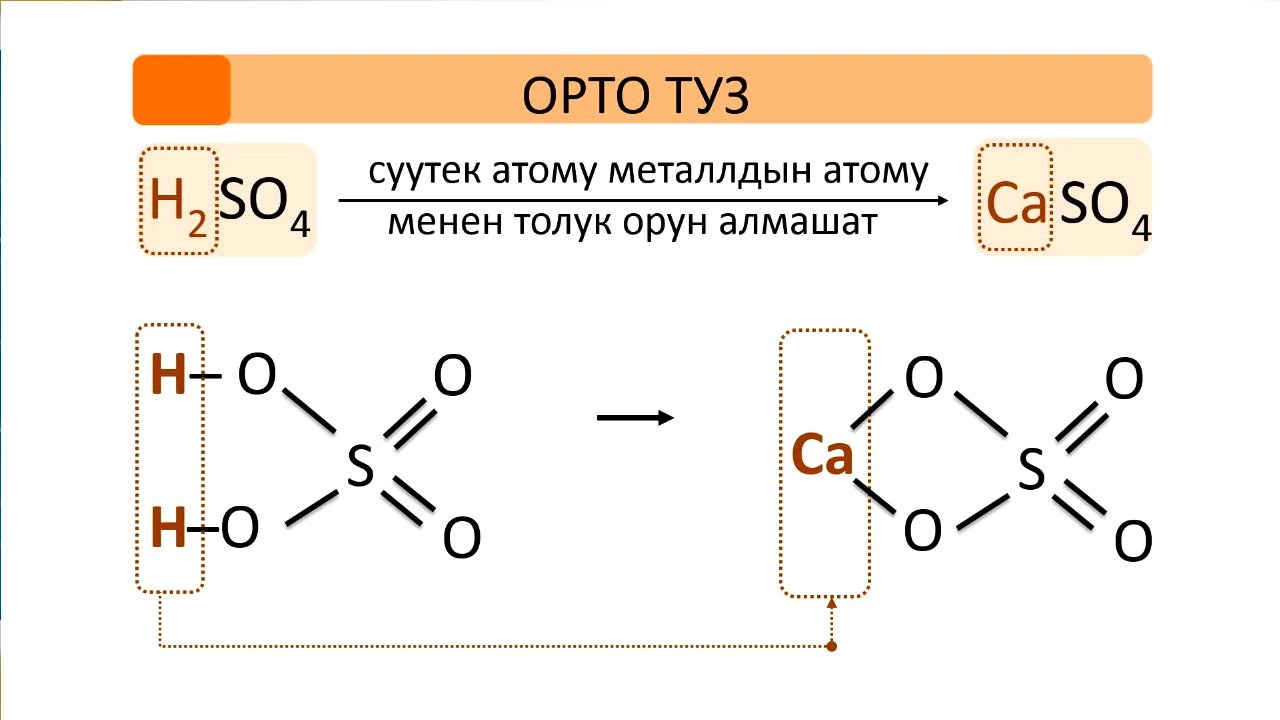 ОРТО ТУЗ
H₂SO₄ суутек атому металлдын атому CaSO₄
менен толук орун алмашат
H O O O O
S Ca S
H O O O O